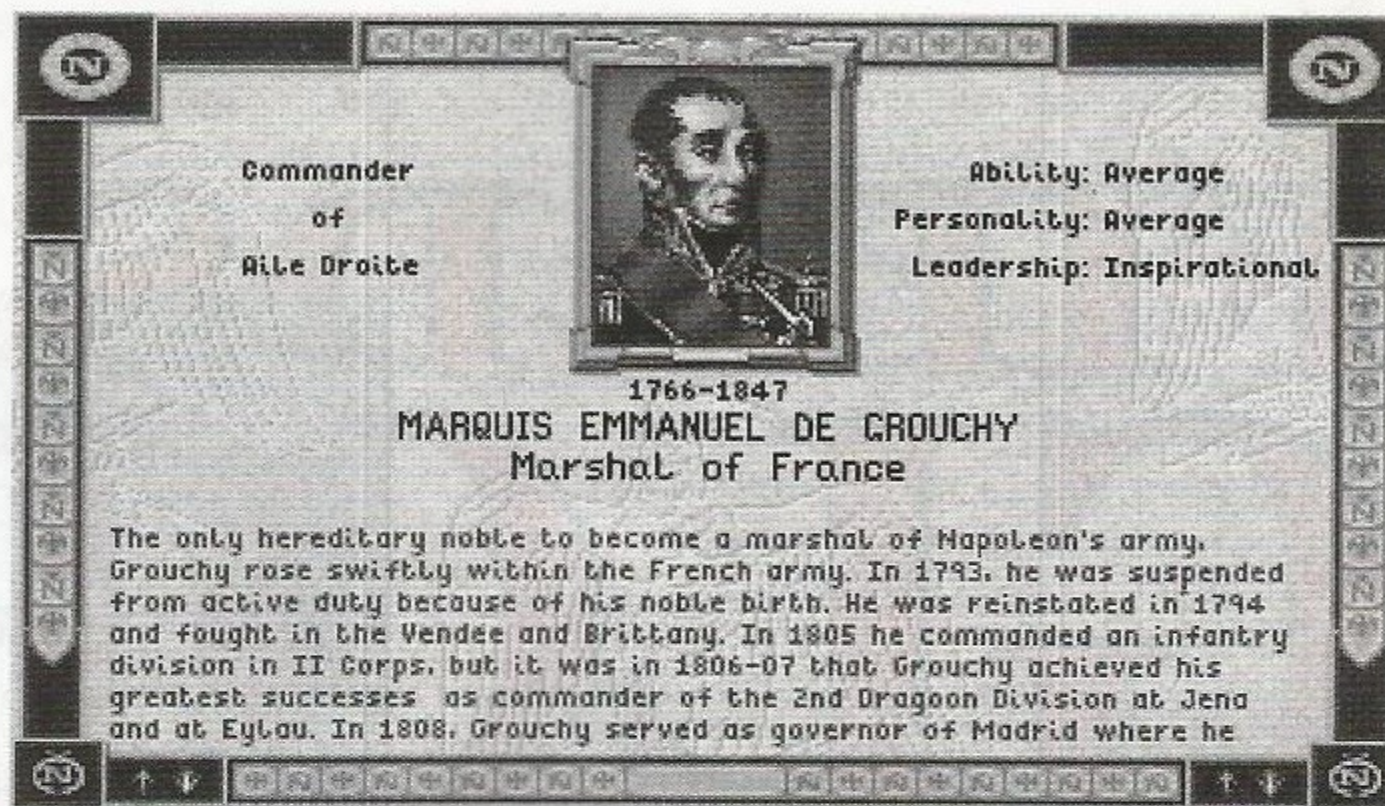 Commander
of
Aile Droite
Ability: Average
Personality: Average
Leadership: Inspirational
1766-1847
MARQUIS EMMANUEL DE GROUCHY
Marshal of France
The only hereditary noble to become a marshal of Napoleon's army.
Grouchy rose swiftly within the French army. In 1793, he was suspended
from active duty because of his noble birth. He was reinstated in 1794
and fought in the Vendee and Brittany. In 1805 he commanded an infantry
division in II Corps, but it was in 1806-07 that Grouchy achieved his
greatest successes as commander of the 2nd Dragoon Division at Jena
and at Eylau. In 1808, Grouchy served as governor of Madrid where he